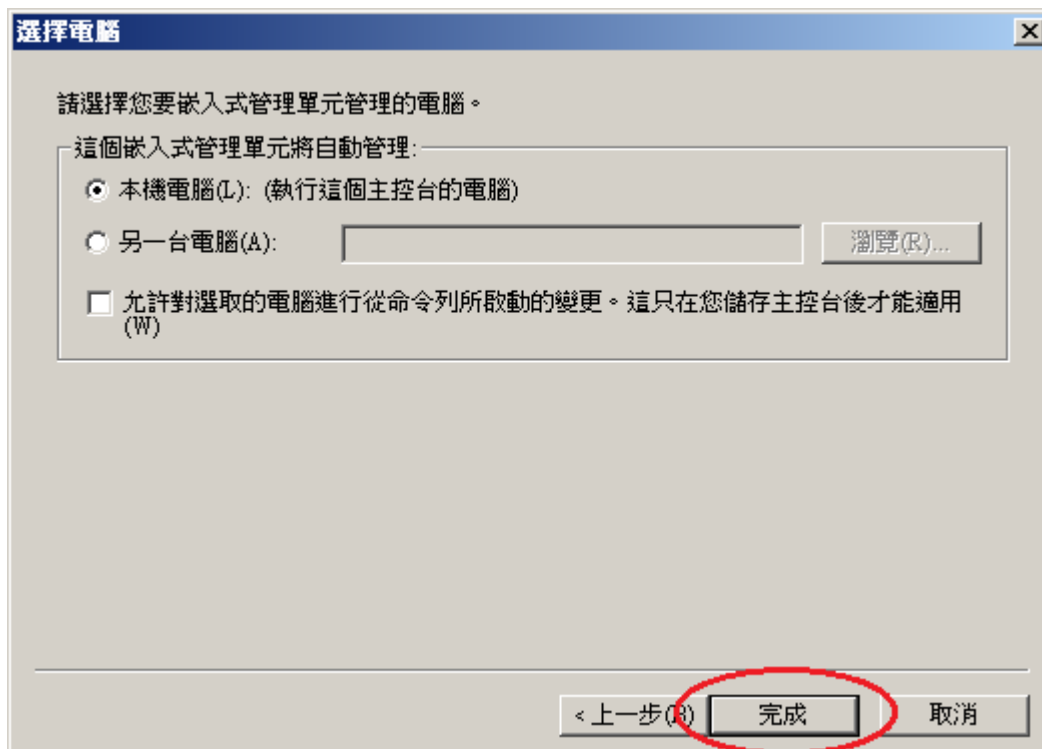 選擇電腦
請選擇您要嵌入式管理單元管理的電腦。
這個嵌入式管理單元將自動管理:
本機電腦(L): (執行這個主控台的電腦)
另一台電腦(A):
瀏覽(R)...
允許對選取的電腦進行從命令列所啟動的變更。這只在您儲存主控台後才能適用
(W)
<上一步(B)
完成
取消